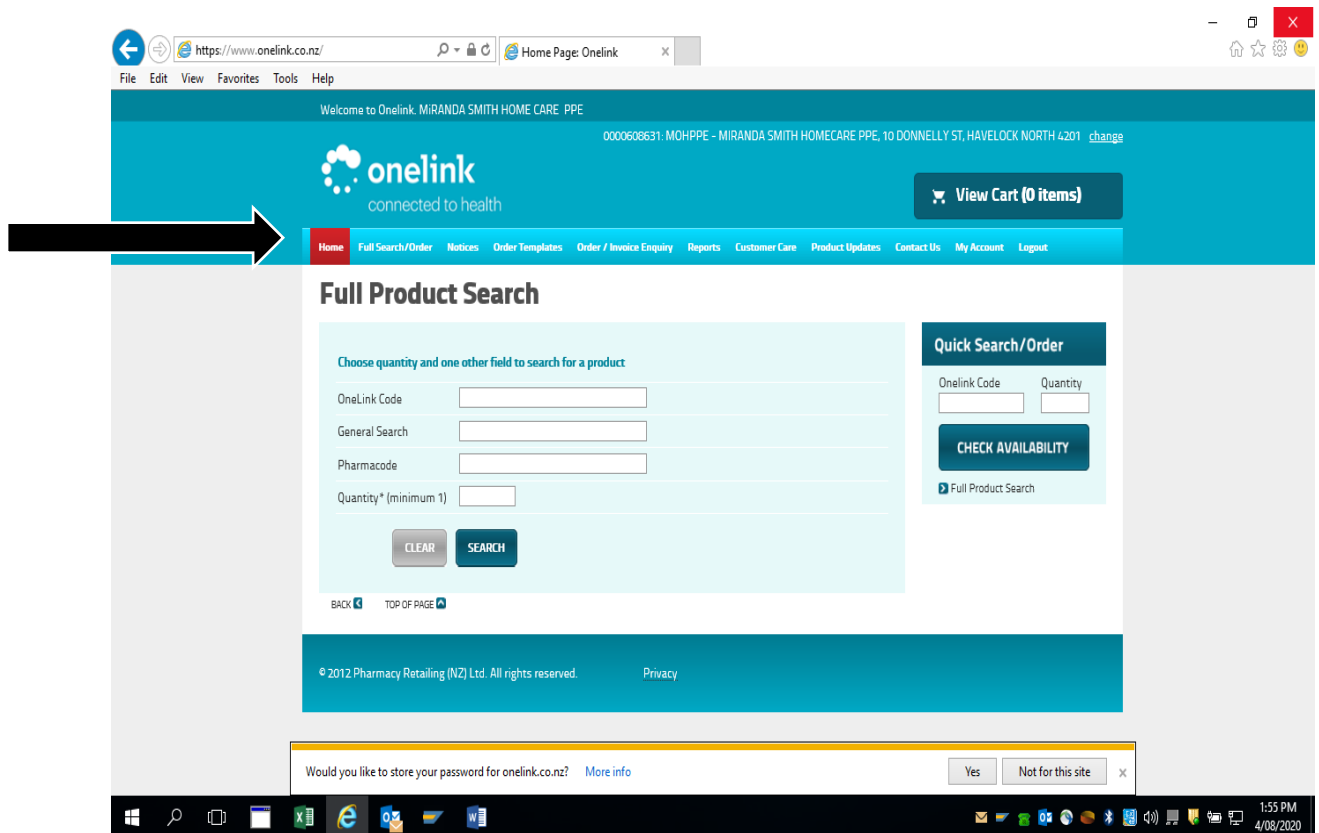 https://www.onelink.co.nz/
Home Page: Onelink
File Edit View Favorites Tools Help
Welcome to Onelink. MiRANDA SMITH HOME CARE PPE
0000608631: MOHPPE - MIRANDA SMITH HOMECARE PPE, 10 DONNELLY ST, HAVELOCK NORTH 4201 change
onelink
connected to health
View Cart (0 items)
Home Full Search/Order Notices Order Templates Order / Invoice Enquiry Reports Customer Care Product Updates Contact Us My Account Logout
Full Product Search
Choose quantity and one other field to search for a product
OneLink Code
General Search
Pharmacode
Quantity* (minimum 1)
CLEAR SEARCH
BACK TOP OF PAGE
Quick Search/Order
Onelink Code Quantity
CHECK AVAILABILITY
Full Product Search
© 2012 Pharmacy Retailing (NZ) Ltd. All rights reserved. Privacy
Would you like to store your password for onelink.co.nz? More info Yes Not for this site
1:55 PM
4/08/2020